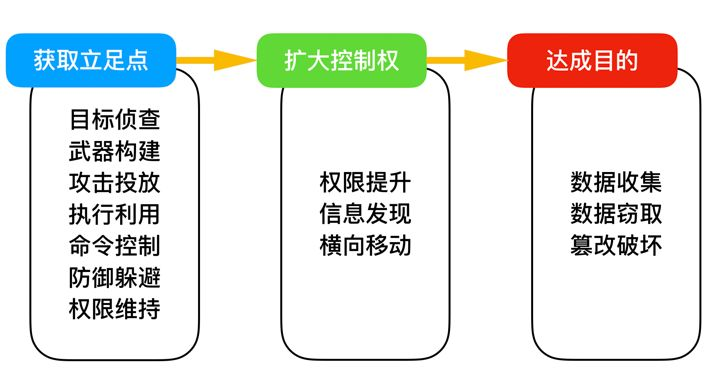 获取立足点
目标侦查
武器构建
攻击投放
执行利用
命令控制
防御躲避
权限维持
扩大控制权
权限提升
信息发现
横向移动
达成目的
数据收集
数据窃取
篡改破坏